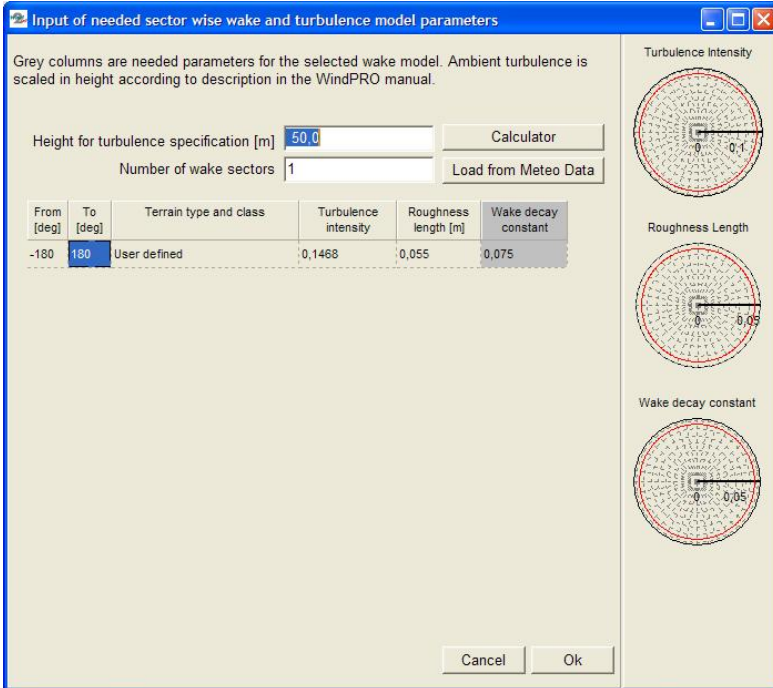 Input of needed sector wise wake and turbulence model parameters
Grey columns are needed parameters for the selected wake model. Ambient turbulence is
scaled in height according to description in the WindPRO manual.
Height for turbulence specification [m] 50,0 Calculator
Number of wake sectors 1 Load from Meteo Data
From
[deg]
To
[deg]
Terrain type and class
Turbulence
intensity
Roughness
length [m]
Wake decay
constant
-180 180 User defined 0,1468 0,055 0,075
Turbulence Intensity
0 0,1
Roughness Length
0 0,05
Wake decay constant
0 0,05
Cancel Ok